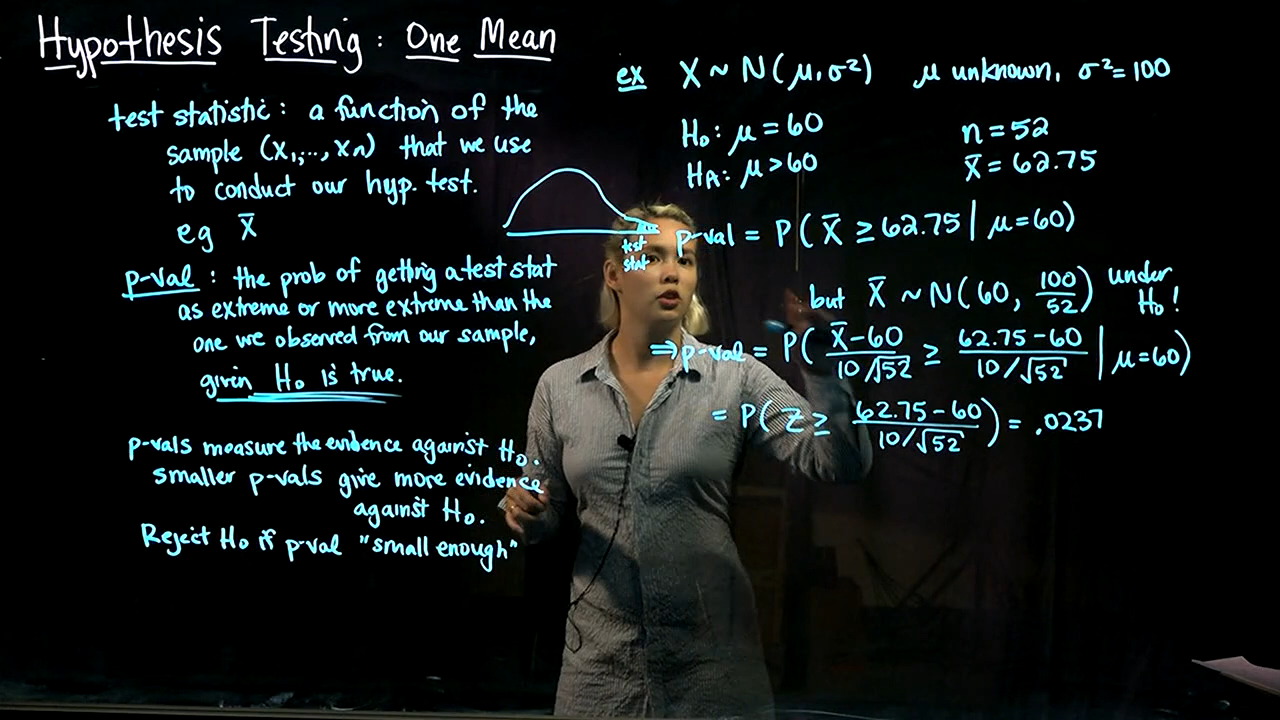 Hypothesis Testing: One Mean
test statistic: a function of the
sample (x₁,..., xn) that we use
to conduct our hyp. test.
eg X̄
test
stat
p-val: the prob of getting a test stat
as extreme or more extreme than the
one we observed from our sample,
given H₀ is true.
p-vals measure the evidence against H₀.
smaller p-vals give more evidence
against H₀.
Reject H₀ if p-val "small enough"
ex X ~ N(μ, σ²) μ unknown, σ² = 100
H₀: μ = 60 n = 52
HA: μ > 60 x̄ = 62.75
p-val = P(X̄ ≥ 62.75 | μ = 60)
but X̄ ~ N(60, 100/52) under H₀!
⇒ p-val = P( (X̄ - 60)/(10/√52) ≥ (62.75 - 60)/(10/√52) | μ = 60)
= P(Z ≥ (62.75 - 60)/(10/√52)) = .0237